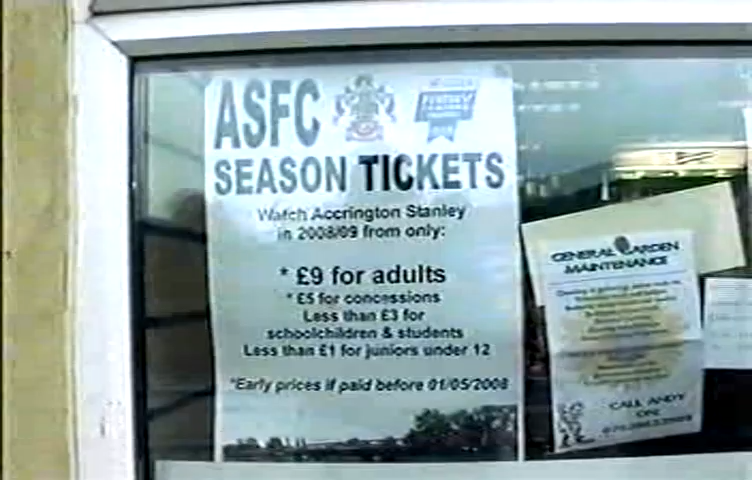 ASFC
SEASON TICKETS
Watch Accrington Stanley
in 2008/09 from only:
* £9 for adults
* £5 for concessions
Less than £3 for
schoolchildren & students
Less than £1 for juniors under 12
*Early prices if paid before 01/05/2008
GENERAL GARDEN
MAINTENANCE
CALL ANDY
ON: